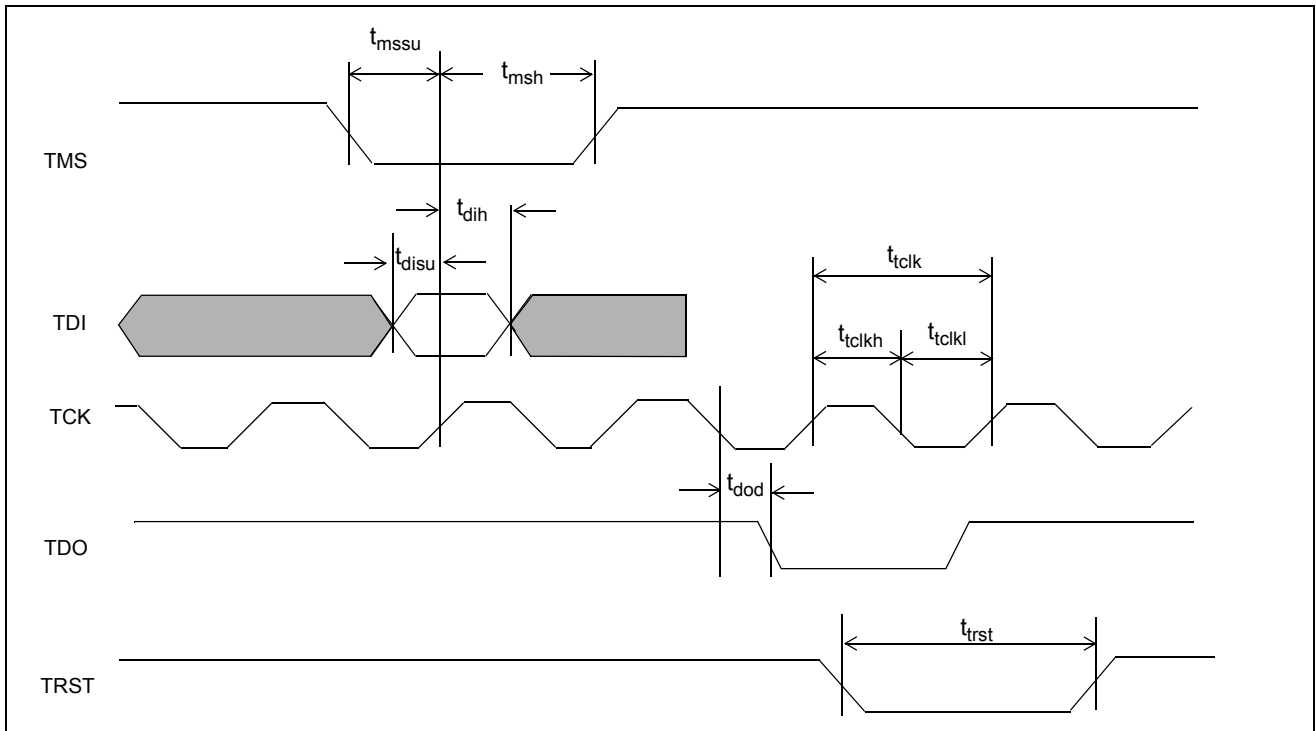 tmssu
tmsh
TMS
tdih
tdisu
ttclk
TDI
ttclkh
ttclkl
TCK
tdod
TDO
ttrst
TRST